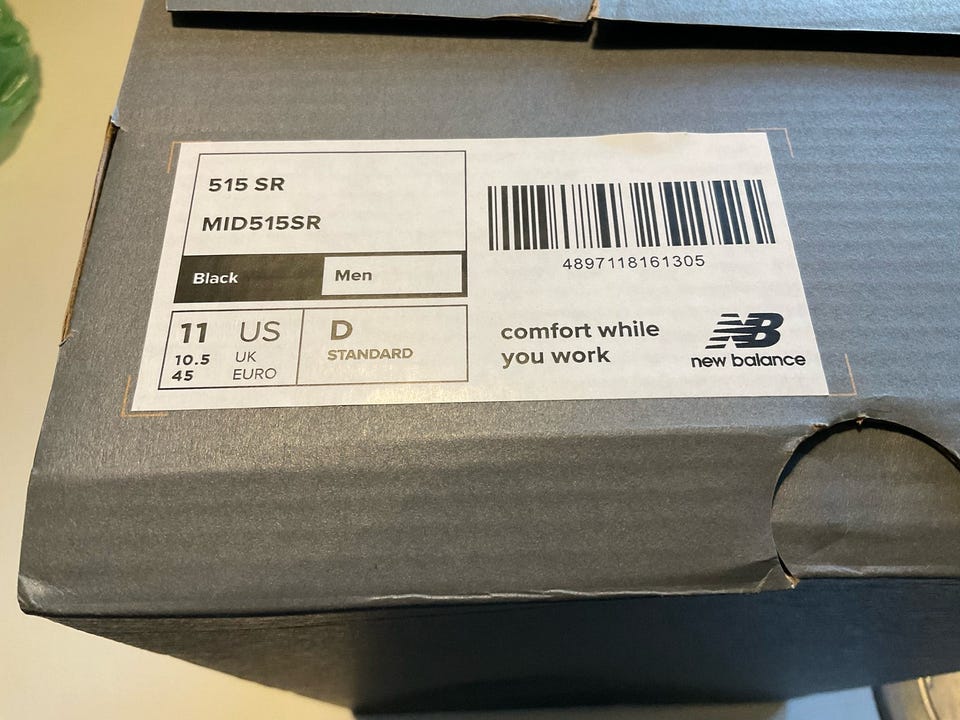 515 SR
MID515SR
Black Men
11 US
10.5 UK
45 EURO
D
STANDARD
4897118161305
comfort while
you work
NB
new balance